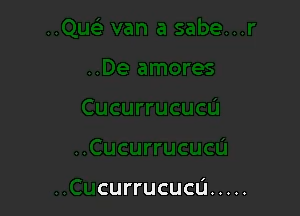 ..Qué van a sabe...r
..De amores
Cucurrucucú
..Cucurrucucú
..Cucurrucucú.....